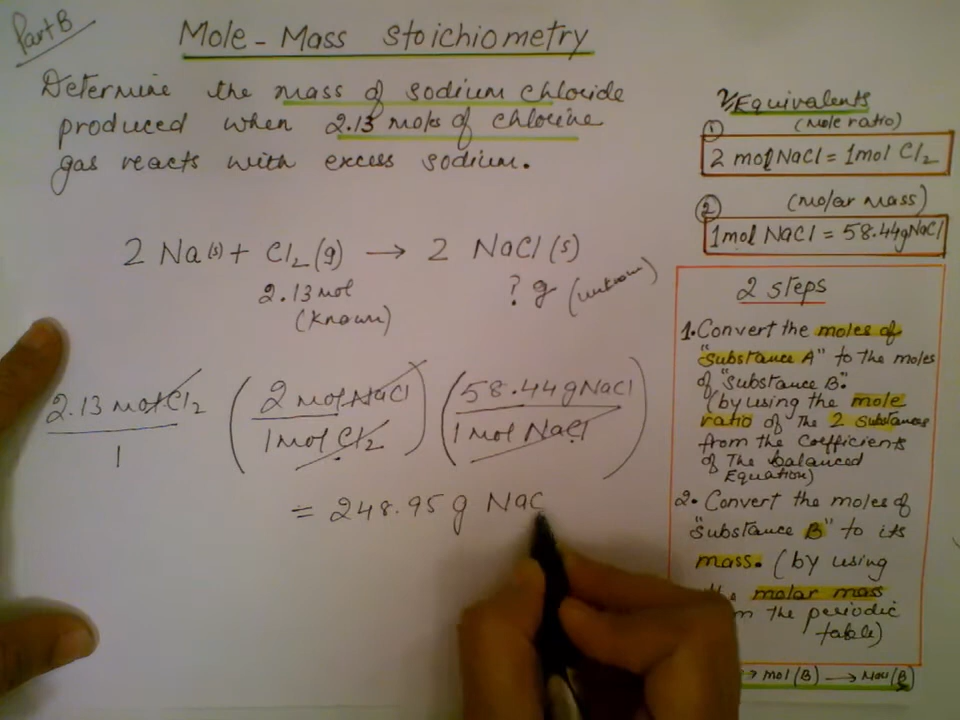 Part B
Mole - Mass Stoichiometry
Determine the mass of sodium chloride
produced when 2.13 moles of chlorine
gas reacts with excess sodium.
2 Na(s) + Cl2(g) → 2 NaCl(s)
2.13 mol
(known)
? g (unknown)
2.13 mol Cl2 / 1 (2 mol NaCl / 1 mol Cl2) (58.44 g NaCl / 1 mol NaCl)
= 248.95 g NaC
Equivalents
(mole ratio)
①
2 mol NaCl = 1 mol Cl2
② (molar mass)
1 mol NaCl = 58.44 g NaCl
2 steps
1. Convert the moles of
"substance A" to the moles
of "substance B".
(by using the mole
ratio of the 2 substances
from the coefficients
of The balanced
Equation)
2. Convert the moles of
"substance B" to its
mass. (by using
molar mass
the periodic
table)
→ mol (B) → (B)